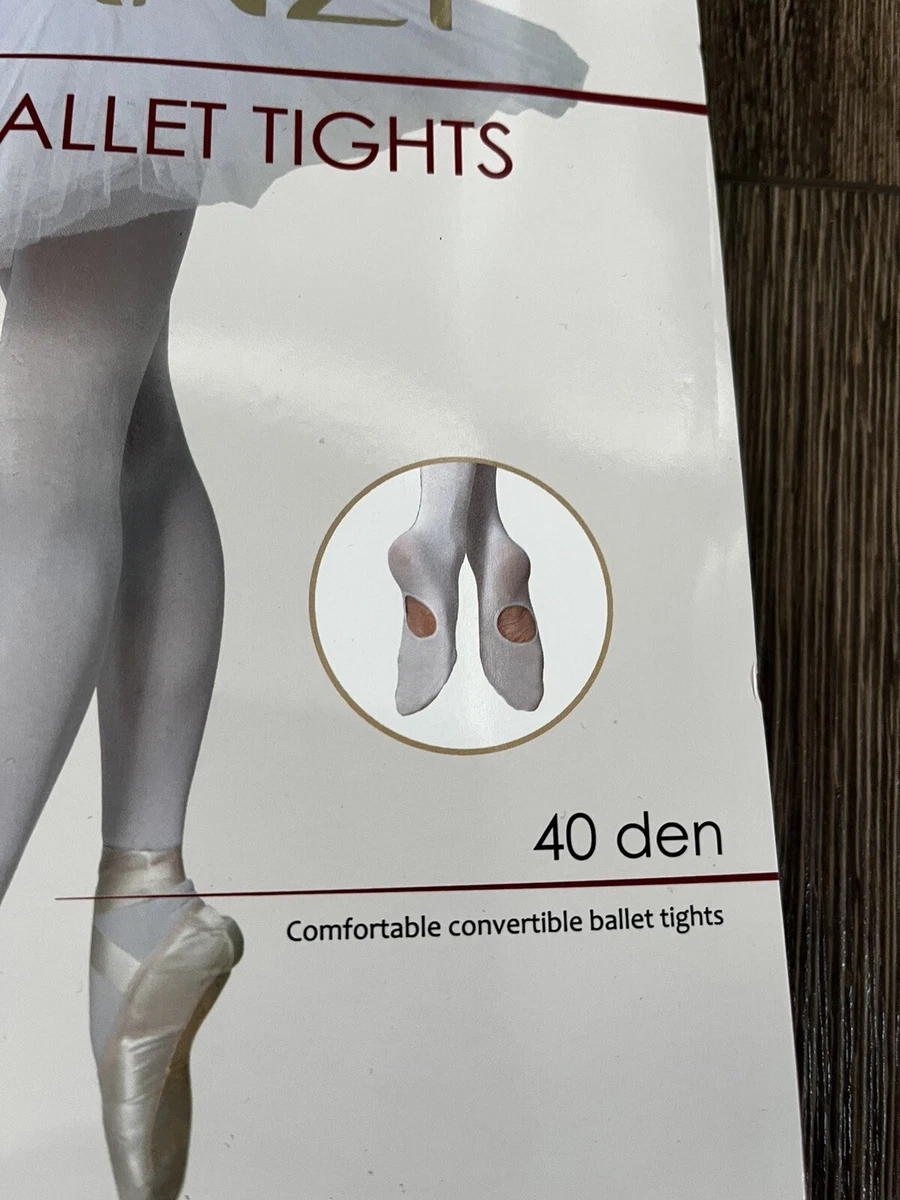 ALLET TIGHTS
40 den
Comfortable convertible ballet tights